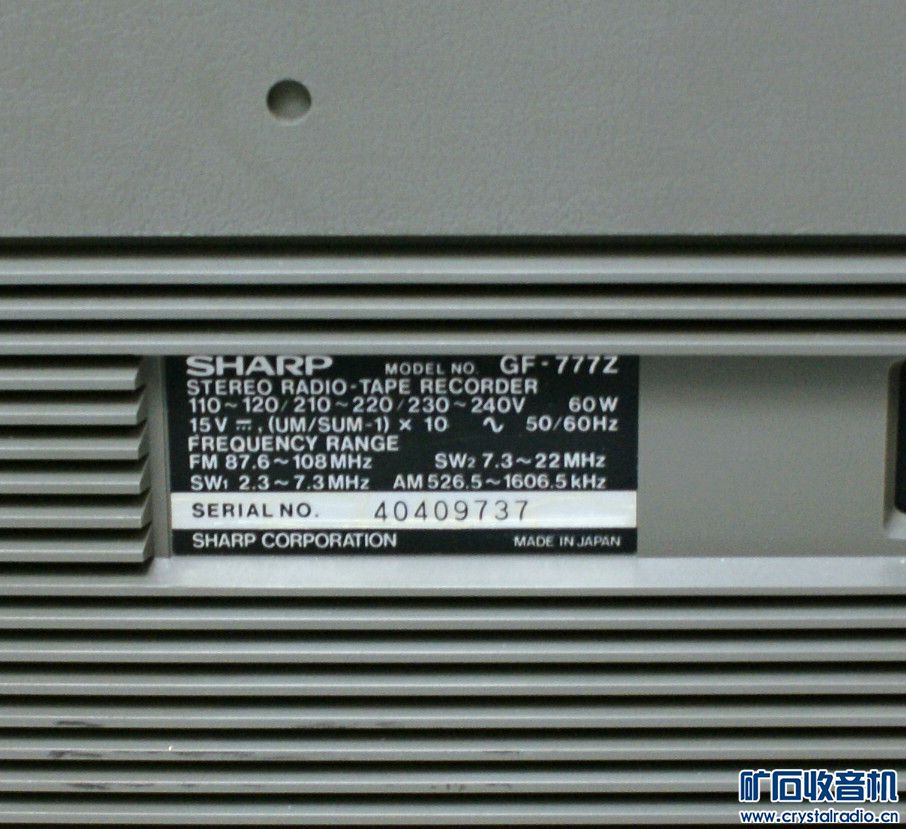 SHARP MODEL NO. GF-777Z
STEREO RADIO-TAPE RECORDER
110~120/210~220/230~240V 60W
15V ⎓, (UM/SUM-1) × 10 ∿ 50/60Hz
FREQUENCY RANGE
FM 87.6~108MHz SW2 7.3~22MHz
SW1 2.3~7.3MHz AM 526.5~1606.5kHz
SERIAL NO. 40409737
SHARP CORPORATION MADE IN JAPAN
矿石收音机
www.crystalradio.cn